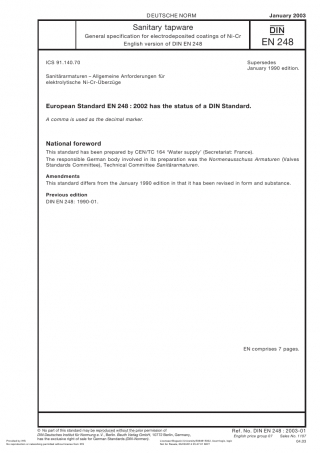 DEUTSCHE NORM
January 2003
Sanitary tapware
General specification for electrodeposited coatings of Ni-Cr
English version of DIN EN 248
DIN
EN 248
ICS 91.140.70
Supersedes
January 1990 edition.
Sanitärarmaturen – Allgemeine Anforderungen für
elektrolytische Ni-Cr-Überzüge
European Standard EN 248 : 2002 has the status of a DIN Standard.
A comma is used as the decimal marker.
National foreword
This standard has been prepared by CEN/TC 164 'Water supply' (Secretariat: France).
The responsible German body involved in its preparation was the Normenausschuss Armaturen (Valves
Standards Committee), Technical Committee Sanitärarmaturen.
Amendments
This standard differs from the January 1990 edition in that it has been revised in form and substance.
Previous edition
DIN EN 248: 1990-01.
EN comprises 7 pages.
© No part of this standard may be reproduced without the prior permission of
DIN Deutsches Institut für Normung e.V., Berlin. Beuth Verlag GmbH, 10772 Berlin, Germany,
has the exclusive right of sale for German Standards (DIN-Normen).
Ref. No. DIN EN 248 : 2003-01
English price group 07 Sales No. 1107